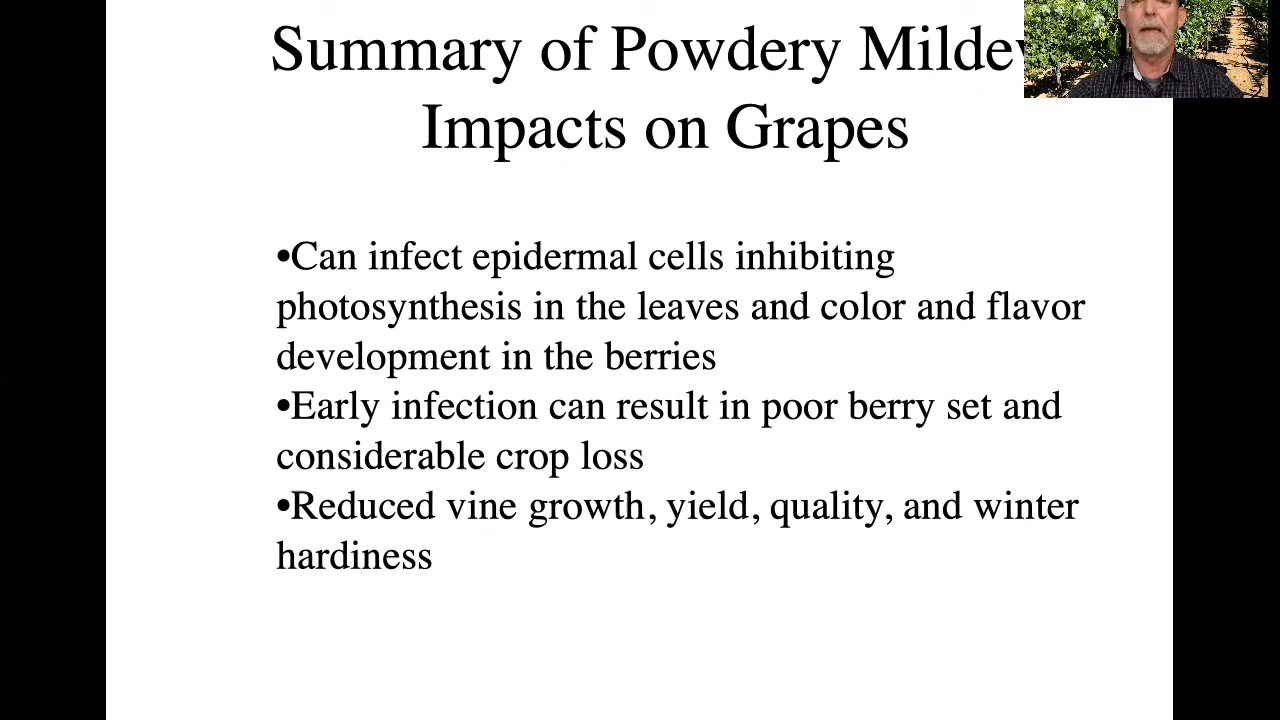 Summary of Powdery Milde
Impacts on Grapes
•Can infect epidermal cells inhibiting
photosynthesis in the leaves and color and flavor
development in the berries
•Early infection can result in poor berry set and
considerable crop loss
•Reduced vine growth, yield, quality, and winter
hardiness